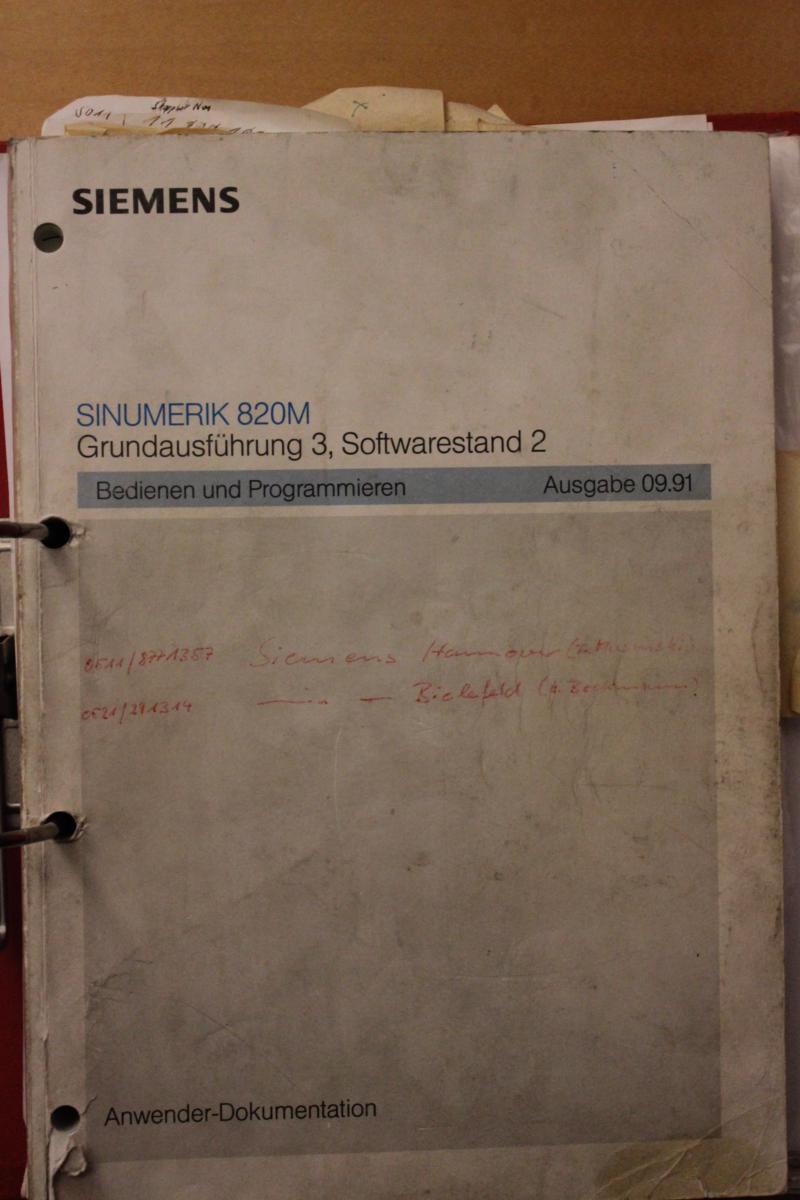 SIEMENS
SINUMERIK 820M
Grundausführung 3, Softwarestand 2
Bedienen und Programmieren Ausgabe 09.91
0511/8771357 Siemens Hannover
0521/291314 Bielefeld
Anwender-Dokumentation